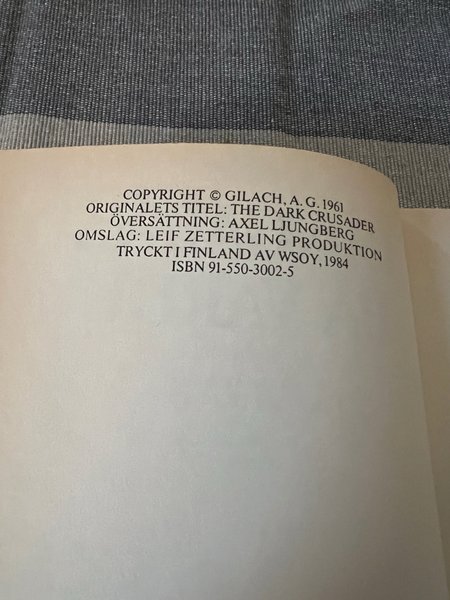 COPYRIGHT © GILACH, A. G. 1961
ORIGINALETS TITEL: THE DARK CRUSADER
ÖVERSÄTTNING: AXEL LJUNGBERG
OMSLAG: LEIF ZETTERLING PRODUKTION
TRYCKT I FINLAND AV WSOY, 1984
ISBN 91-550-3002-5